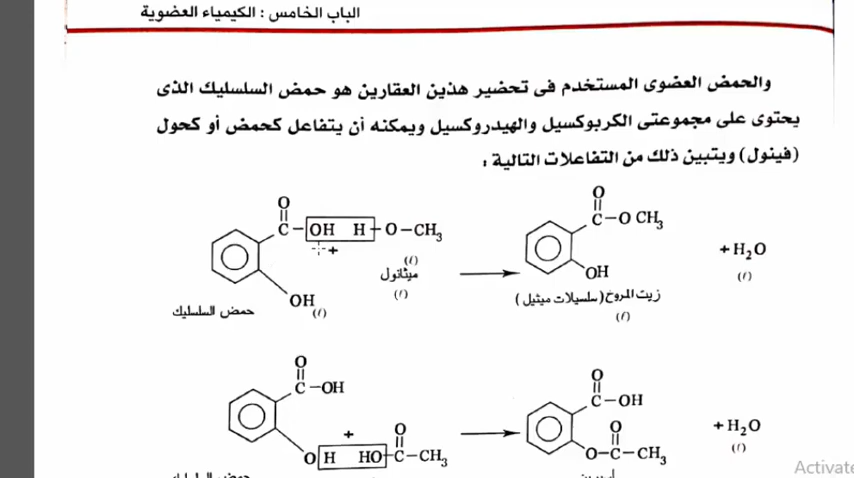 الباب الخامس : الكيمياء العضوية
والحمض العضوى المستخدم فى تحضير هذين العقارين هو حمض السلسليك الذى
يحتوى على مجموعتى الكربوكسيل والهيدروكسيل ويمكنه أن يتفاعل كحمض أو كحول
(فينول) ويتبين ذلك من التفاعلات التالية :
O
C-OH H-O-CH₃
+
OH
(l)
حمض السلسليك
(l)
ميثانول
(l)
O
C-O CH₃
OH
زيت المروخ (سلسيلات ميثيل)
(l)
+H₂O
(l)
O
C-OH
+
O
OH HO-C-CH₃
O
C-OH
O
O-C-CH₃
+H₂O
(l)
Activate